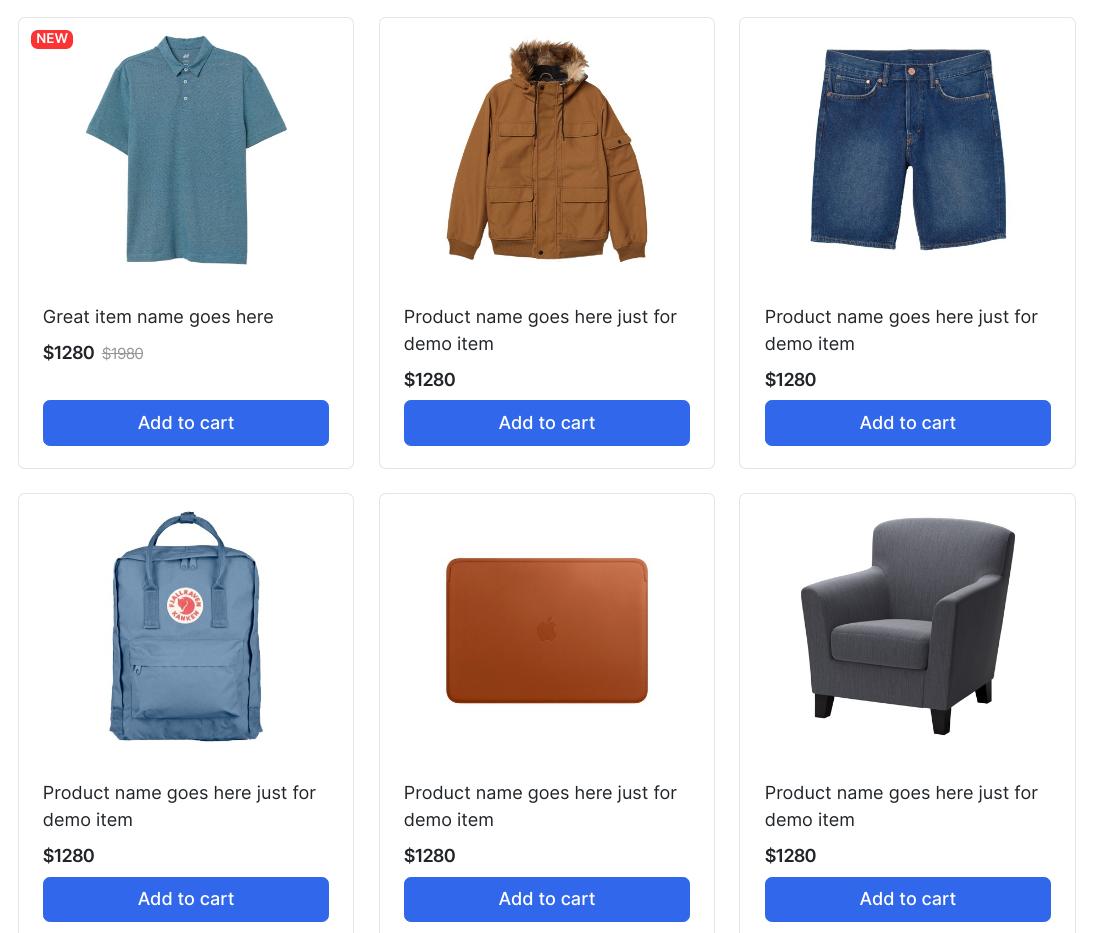 NEW
Great item name goes here
$1280 $1980
Add to cart
Product name goes here just for
demo item
$1280
Add to cart
Product name goes here just for
demo item
$1280
Add to cart
FJÄLLRÄVEN
KÅNKEN
Product name goes here just for
demo item
$1280
Add to cart
Product name goes here just for
demo item
$1280
Add to cart
Product name goes here just for
demo item
$1280
Add to cart